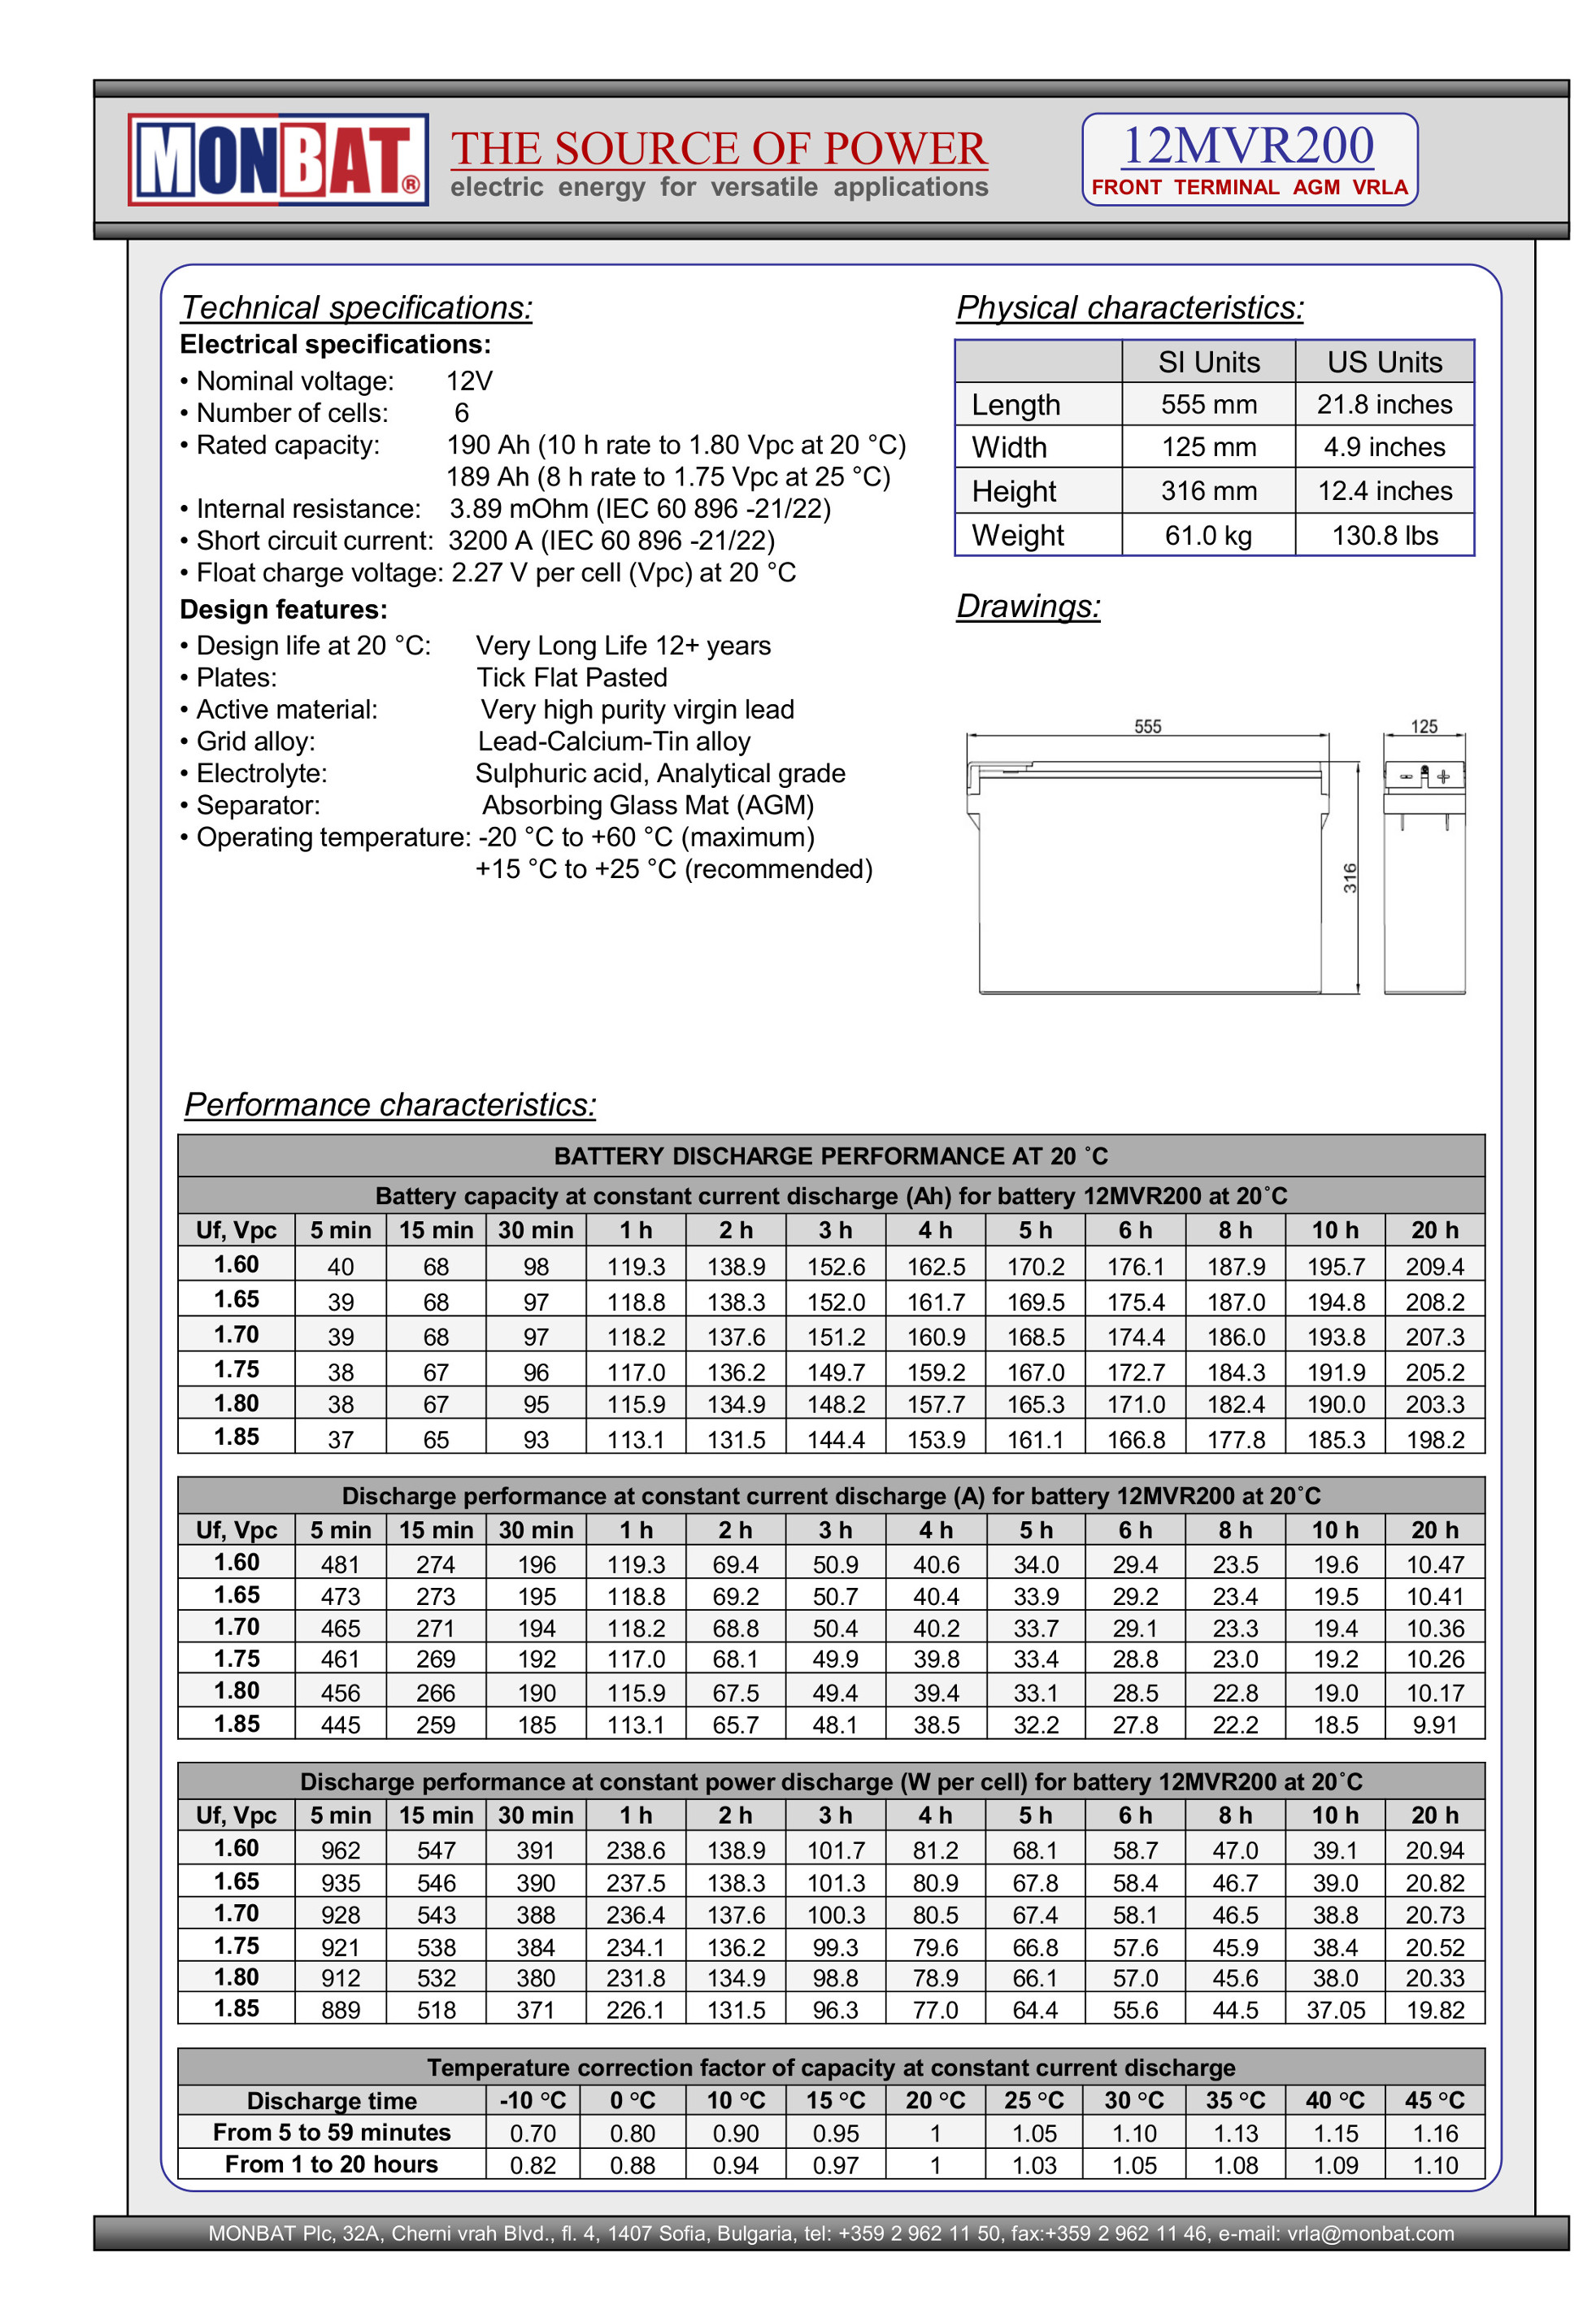 MONBAT®
THE SOURCE OF POWER
electric energy for versatile applications
12MVR200
FRONT TERMINAL AGM VRLA
Technical specifications:
Electrical specifications:
• Nominal voltage: 12V
• Number of cells: 6
• Rated capacity: 190 Ah (10 h rate to 1.80 Vpc at 20 °C)
189 Ah (8 h rate to 1.75 Vpc at 25 °C)
• Internal resistance: 3.89 mOhm (IEC 60 896 -21/22)
• Short circuit current: 3200 A (IEC 60 896 -21/22)
• Float charge voltage: 2.27 V per cell (Vpc) at 20 °C
Design features:
• Design life at 20 °C: Very Long Life 12+ years
• Plates: Tick Flat Pasted
• Active material: Very high purity virgin lead
• Grid alloy: Lead-Calcium-Tin alloy
• Electrolyte: Sulphuric acid, Analytical grade
• Separator: Absorbing Glass Mat (AGM)
• Operating temperature: -20 °C to +60 °C (maximum)
+15 °C to +25 °C (recommended)
Physical characteristics:
SI Units US Units
Length 555 mm 21.8 inches
Width 125 mm 4.9 inches
Height 316 mm 12.4 inches
Weight 61.0 kg 130.8 lbs
Drawings:
555
125
- +
316
Performance characteristics:
BATTERY DISCHARGE PERFORMANCE AT 20 ˚C
Battery capacity at constant current discharge (Ah) for battery 12MVR200 at 20˚C
Uf, Vpc 5 min 15 min 30 min 1 h 2 h 3 h 4 h 5 h 6 h 8 h 10 h 20 h
1.60 40 68 98 119.3 138.9 152.6 162.5 170.2 176.1 187.9 195.7 209.4
1.65 39 68 97 118.8 138.3 152.0 161.7 169.5 175.4 187.0 194.8 208.2
1.70 39 68 97 118.2 137.6 151.2 160.9 168.5 174.4 186.0 193.8 207.3
1.75 38 67 96 117.0 136.2 149.7 159.2 167.0 172.7 184.3 191.9 205.2
1.80 38 67 95 115.9 134.9 148.2 157.7 165.3 171.0 182.4 190.0 203.3
1.85 37 65 93 113.1 131.5 144.4 153.9 161.1 166.8 177.8 185.3 198.2
Discharge performance at constant current discharge (A) for battery 12MVR200 at 20˚C
Uf, Vpc 5 min 15 min 30 min 1 h 2 h 3 h 4 h 5 h 6 h 8 h 10 h 20 h
1.60 481 274 196 119.3 69.4 50.9 40.6 34.0 29.4 23.5 19.6 10.47
1.65 473 273 195 118.8 69.2 50.7 40.4 33.9 29.2 23.4 19.5 10.41
1.70 465 271 194 118.2 68.8 50.4 40.2 33.7 29.1 23.3 19.4 10.36
1.75 461 269 192 117.0 68.1 49.9 39.8 33.4 28.8 23.0 19.2 10.26
1.80 456 266 190 115.9 67.5 49.4 39.4 33.1 28.5 22.8 19.0 10.17
1.85 445 259 185 113.1 65.7 48.1 38.5 32.2 27.8 22.2 18.5 9.91
Discharge performance at constant power discharge (W per cell) for battery 12MVR200 at 20˚C
Uf, Vpc 5 min 15 min 30 min 1 h 2 h 3 h 4 h 5 h 6 h 8 h 10 h 20 h
1.60 962 547 391 238.6 138.9 101.7 81.2 68.1 58.7 47.0 39.1 20.94
1.65 935 546 390 237.5 138.3 101.3 80.9 67.8 58.4 46.7 39.0 20.82
1.70 928 543 388 236.4 137.6 100.3 80.5 67.4 58.1 46.5 38.8 20.73
1.75 921 538 384 234.1 136.2 99.3 79.6 66.8 57.6 45.9 38.4 20.52
1.80 912 532 380 231.8 134.9 98.8 78.9 66.1 57.0 45.6 38.0 20.33
1.85 889 518 371 226.1 131.5 96.3 77.0 64.4 55.6 44.5 37.05 19.82
Temperature correction factor of capacity at constant current discharge
Discharge time -10 °C 0 °C 10 °C 15 °C 20 °C 25 °C 30 °C 35 °C 40 °C 45 °C
From 5 to 59 minutes 0.70 0.80 0.90 0.95 1 1.05 1.10 1.13 1.15 1.16
From 1 to 20 hours 0.82 0.88 0.94 0.97 1 1.03 1.05 1.08 1.09 1.10
MONBAT Plc, 32A, Cherni vrah Blvd., fl. 4, 1407 Sofia, Bulgaria, tel: +359 2 962 11 50, fax:+359 2 962 11 46, e-mail: vrla@monbat.com